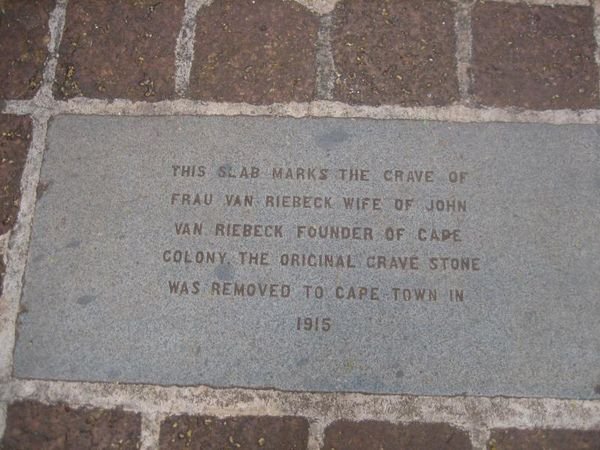 THIS SLAB MARKS THE GRAVE OF
FRAU VAN RIEBECK WIFE OF JOHN
VAN RIEBECK FOUNDER OF CAPE
COLONY. THE ORIGINAL GRAVE STONE
WAS REMOVED TO CAPE TOWN IN
1915